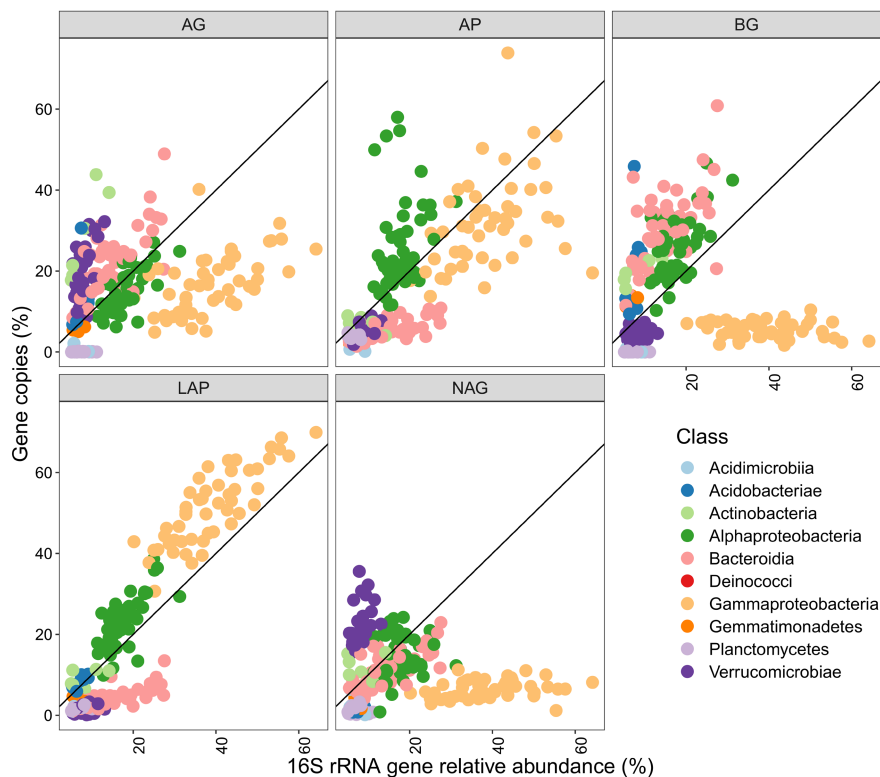 AG
AP
BG
60
40
20
0
20
40
60
LAP
NAG
60
40
20
0
20
40
60
20
40
60
Gene copies (%)
16S rRNA gene relative abundance (%)
Class
Acidimicrobiia
Acidobacteriae
Actinobacteria
Alphaproteobacteria
Bacteroidia
Deinococci
Gammaproteobacteria
Gemmatimonadetes
Planctomycetes
Verrucomicrobiae